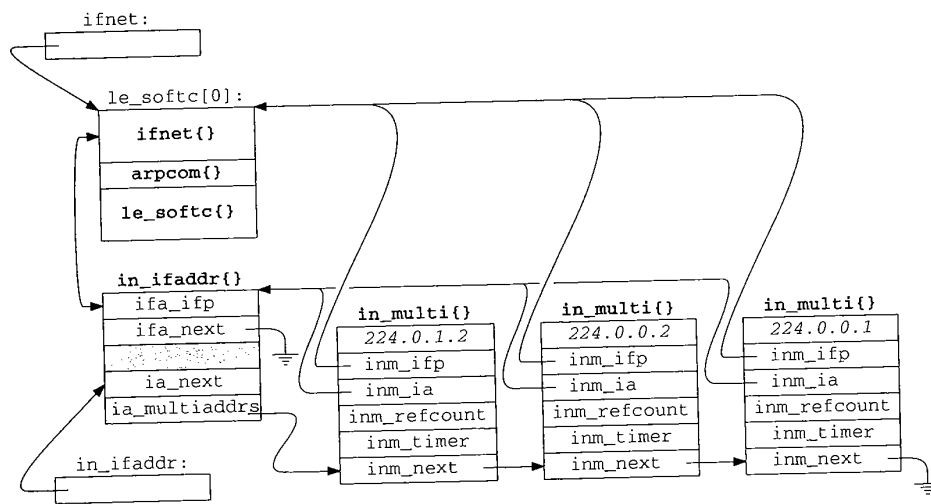 ifnet:
le_softc[0]:
ifnet{}
arpcom{}
le_softc{}
in_ifaddr{}
ifa_ifp
ifa_next
ia_next
ia_multiaddrs
in_ifaddr:
in_multi{}
224.0.1.2
inm_ifp
inm_ia
inm_refcount
inm_timer
inm_next
in_multi{}
224.0.0.2
inm_ifp
inm_ia
inm_refcount
inm_timer
inm_next
in_multi{}
224.0.0.1
inm_ifp
inm_ia
inm_refcount
inm_timer
inm_next